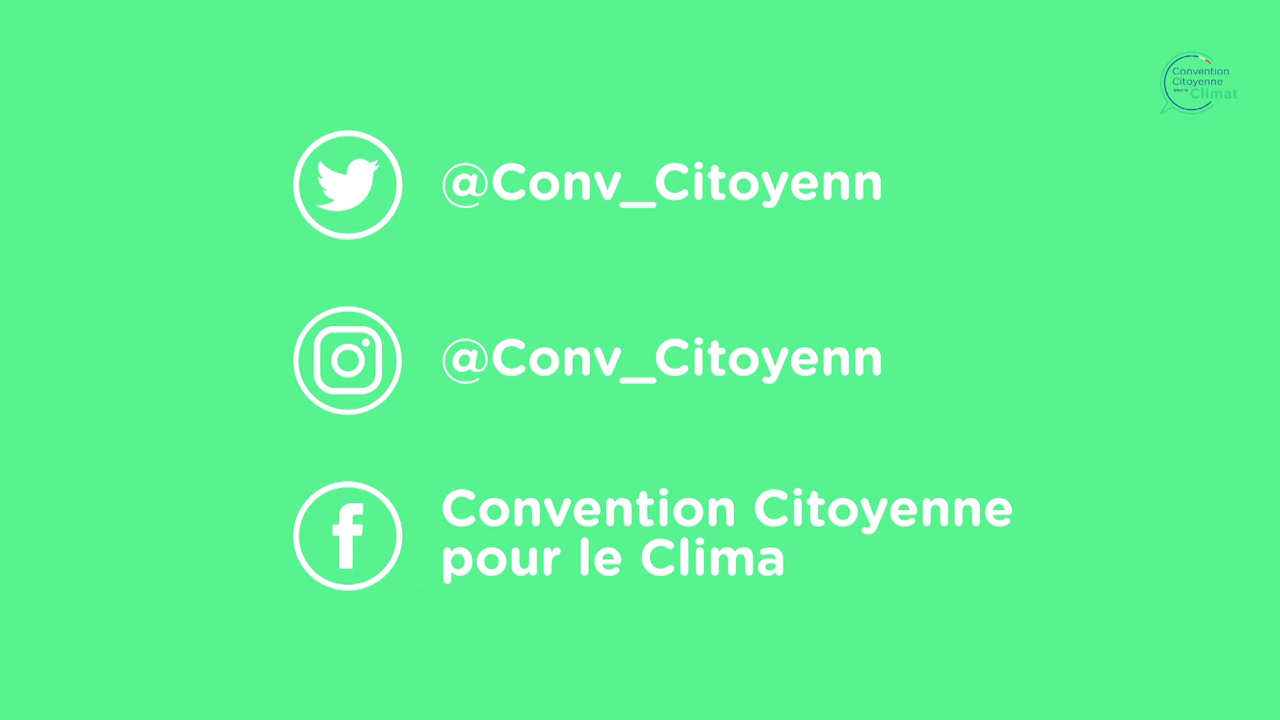 Convention
Citoyenne
pour le Climat
@Conv_Citoyenn
@Conv_Citoyenn
Convention Citoyenne
pour le Clima